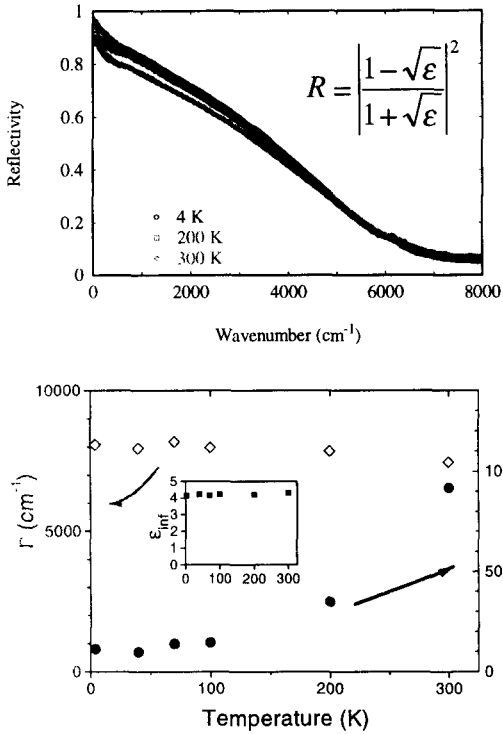 1
0.8
0.6
0.4
0.2
0
Reflectivity
R = |(1 − √ε) / (1 + √ε)|²
4 K
200 K
300 K
0 2000 4000 6000 8000
Wavenumber (cm⁻¹)
10000
5000
0
Γ (cm⁻¹)
5
4
3
2
1
0
ε_inf
0 100 200 300
10
50
0
0 100 200 300
Temperature (K)